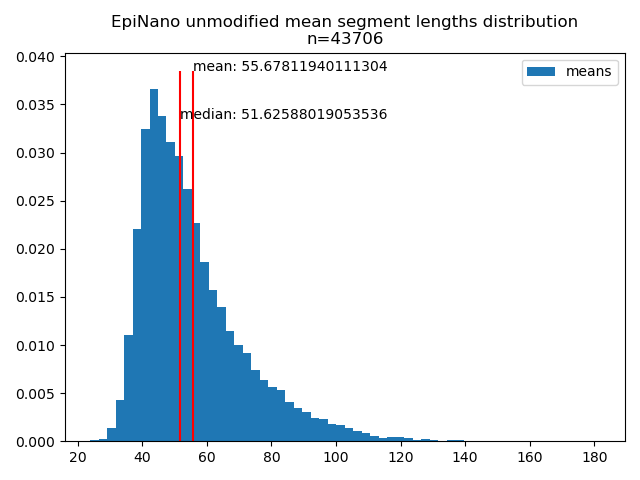 EpiNano unmodified mean segment lengths distribution
n=43706
mean: 55.67811940111304
means
median: 51.62588019053536
0.040
0.035
0.030
0.025
0.020
0.015
0.010
0.005
0.000
20 40 60 80 100 120 140 160 180